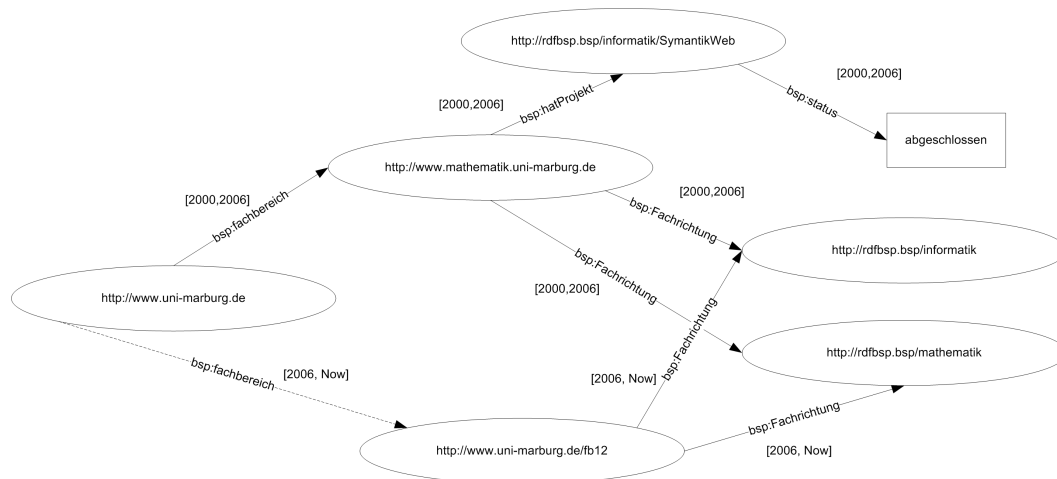 http://rdfbsp.bsp/informatik/SymantikWeb
[2000,2006]
[2000,2006]
bsp:hatProjekt
bsp:status
abgeschlossen
http://www.mathematik.uni-marburg.de
[2000,2006]
[2000,2006]
bsp:fachbereich
bsp:Fachrichtung
http://rdfbsp.bsp/informatik
bsp:Fachrichtung
[2000,2006]
http://www.uni-marburg.de
bsp:Fachrichtung
http://rdfbsp.bsp/mathematik
bsp:fachbereich
[2006, Now]
[2006, Now]
bsp:Fachrichtung
http://www.uni-marburg.de/fb12
[2006, Now]